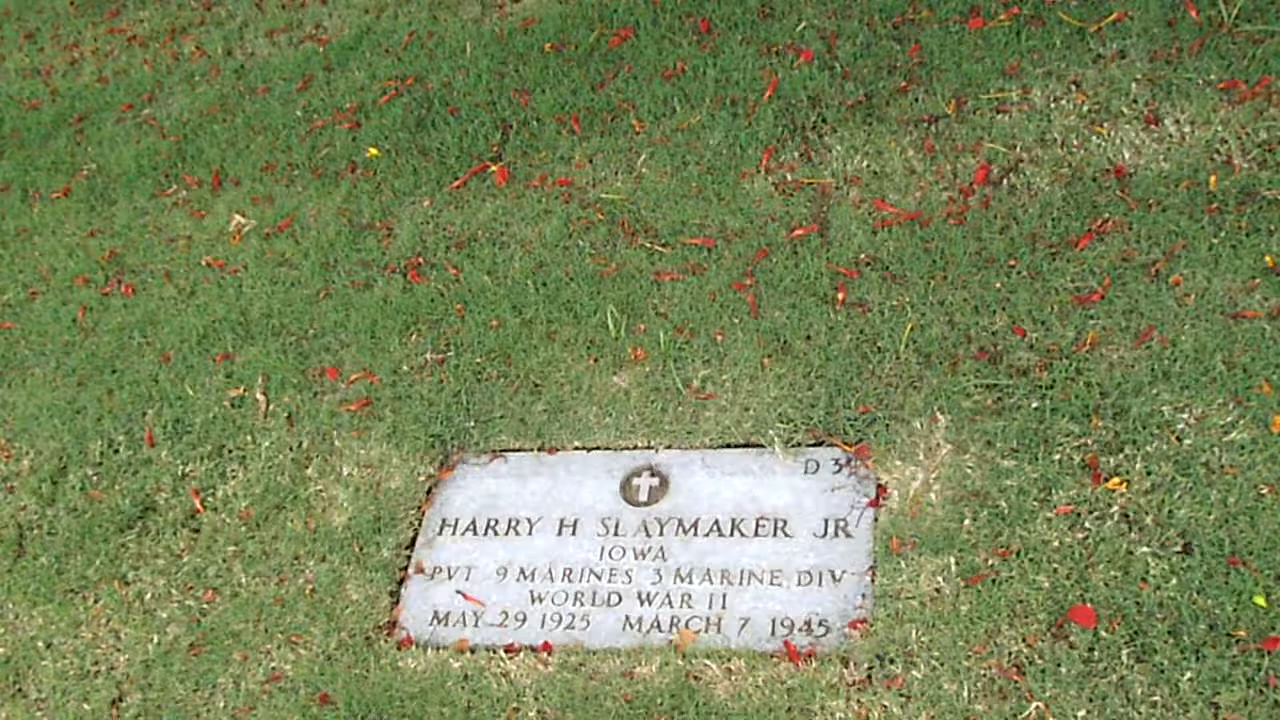 D
HARRY H SLAYMAKER JR
IOWA
PVT 9 MARINES 3 MARINE DIV
WORLD WAR II
MAY 29 1925 MARCH 7 1945